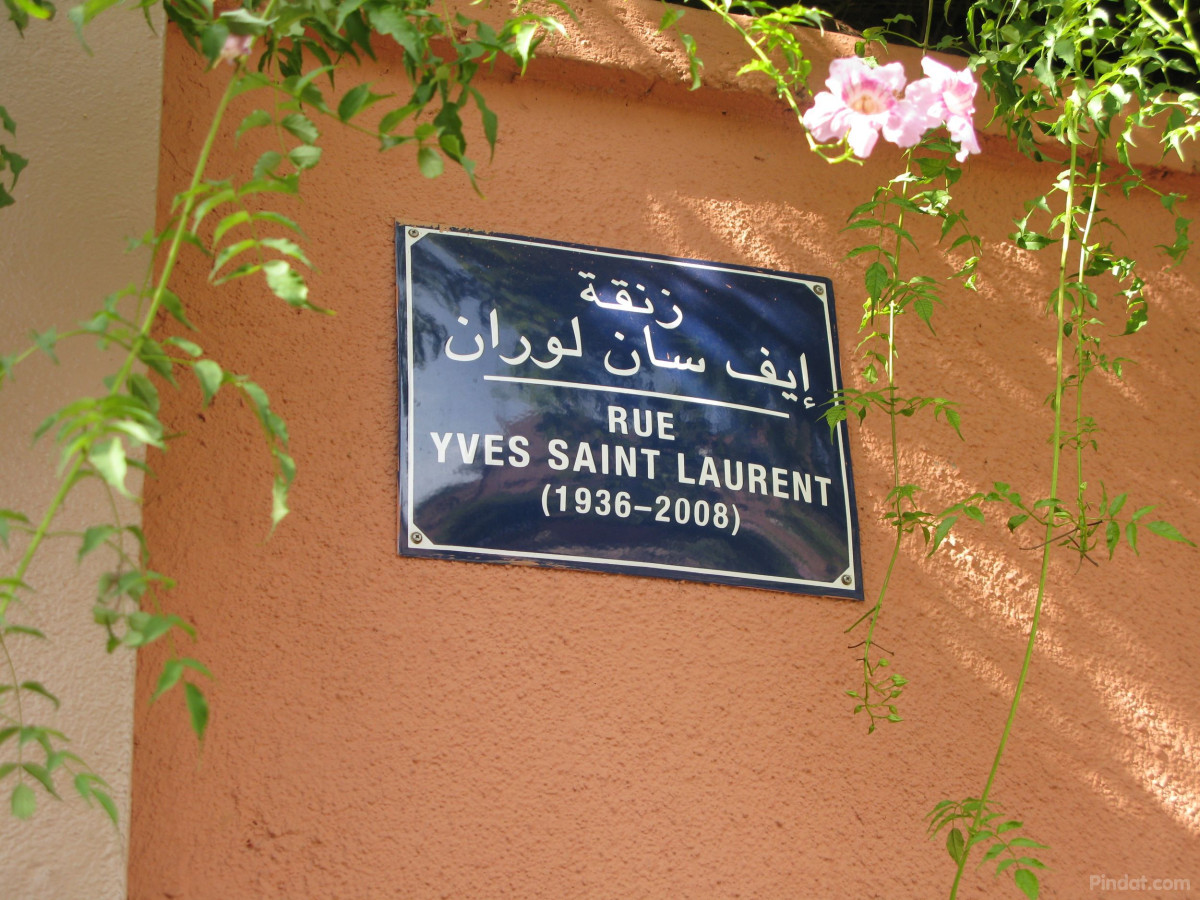 زنقة
إيف سان لوران
RUE
YVES SAINT LAURENT
(1936–2008)
Pindat.com